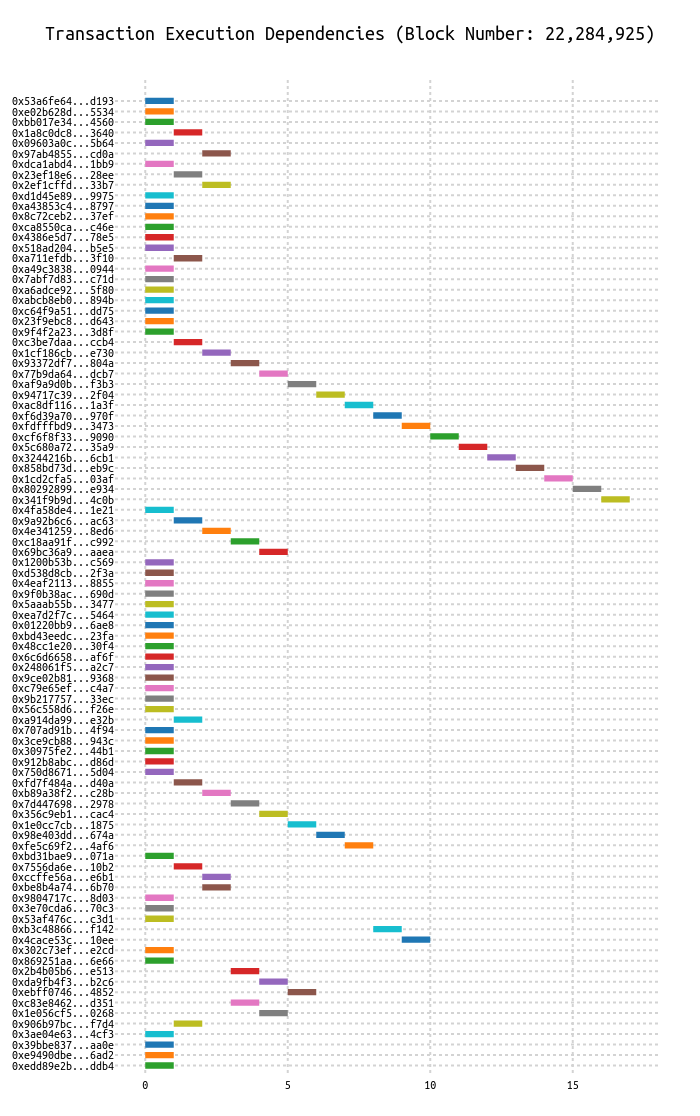 Transaction Execution Dependencies (Block Number: 22,284,925)
0x53a6fe64...d193
0xe02b628d...5534
0xbb017e34...4560
0x1a8c0dc8...3640
0x09603a0c...5b64
0x97ab4855...cd0a
0xdca1abd4...1bb9
0x23ef18e6...28ee
0x2ef1cffd...33b7
0xd1d45e89...9975
0xa43853c4...8797
0x8c72ceb2...37ef
0xca8550ca...c46e
0x4386e5d7...78e5
0x518ad204...b5e5
0xa711efdb...3f10
0xa49c3838...0944
0x7abf7d83...c71d
0xa6adce92...5f80
0xabcb8eb0...894b
0xc64f9a51...dd75
0x23f9ebc8...d643
0x9f4f2a23...3d8f
0xc3be7daa...ccb4
0x1cf186cb...e730
0x93372df7...804a
0x77b9da64...dcb7
0xaf9a9d0b...f3b3
0x94717c39...2f04
0xac8df116...1a3f
0xf6d39a70...970f
0xfdfffbd9...3473
0xcf6f8f33...9090
0x5c680a72...35a9
0x3244216b...6cb1
0x858bd73d...eb9c
0x1cd2cfa5...03af
0x80292899...e934
0x341f9b9d...4c0b
0x4fa58de4...1e21
0x9a92b6c6...ac63
0x4e341259...8ed6
0xc18aa91f...c992
0x69bc36a9...aaea
0x1200b53b...c569
0xd538d8cb...2f3a
0x4eaf2113...8855
0x9f0b38ac...690d
0x5aaab55b...3477
0xea7d2f7c...5464
0x01220bb9...6ae8
0xbd43eedc...23fa
0x48cc1e20...30f4
0x6c6d6658...af6f
0x248061f5...a2c7
0x9ce02b81...9368
0xc79e65ef...c4a7
0x9b217757...33ec
0x56c558d6...f26e
0xa914da99...e32b
0x707ad91b...4f94
0x3ce9cb88...943c
0x30975fe2...44b1
0x912b8abc...d86d
0x750d8671...5d04
0xfd7f484a...d40a
0xb89a38f2...c28b
0x7d447698...2978
0x356c9eb1...cac4
0x1e0cc7cb...1875
0x98e403dd...674a
0xfe5c69f2...4af6
0xbd31bae9...071a
0x7556da6e...10b2
0xccffe56a...e6b1
0xbe8b4a74...6b70
0x9804717c...8d03
0x3e70cda6...70c3
0x53af476c...c3d1
0xb3c48866...f142
0x4cace53c...10ee
0x302c73ef...e2cd
0x869251aa...6e66
0x2b4b05b6...e513
0xda9fb4f3...b2c6
0xebff0746...4852
0xc83e8462...d351
0x1e056cf5...0268
0x906b97bc...f7d4
0x3ae04e63...4cf3
0x39bbe837...aa0e
0xe9490dbe...6ad2
0xedd89e2b...ddb4
0 5 10 15